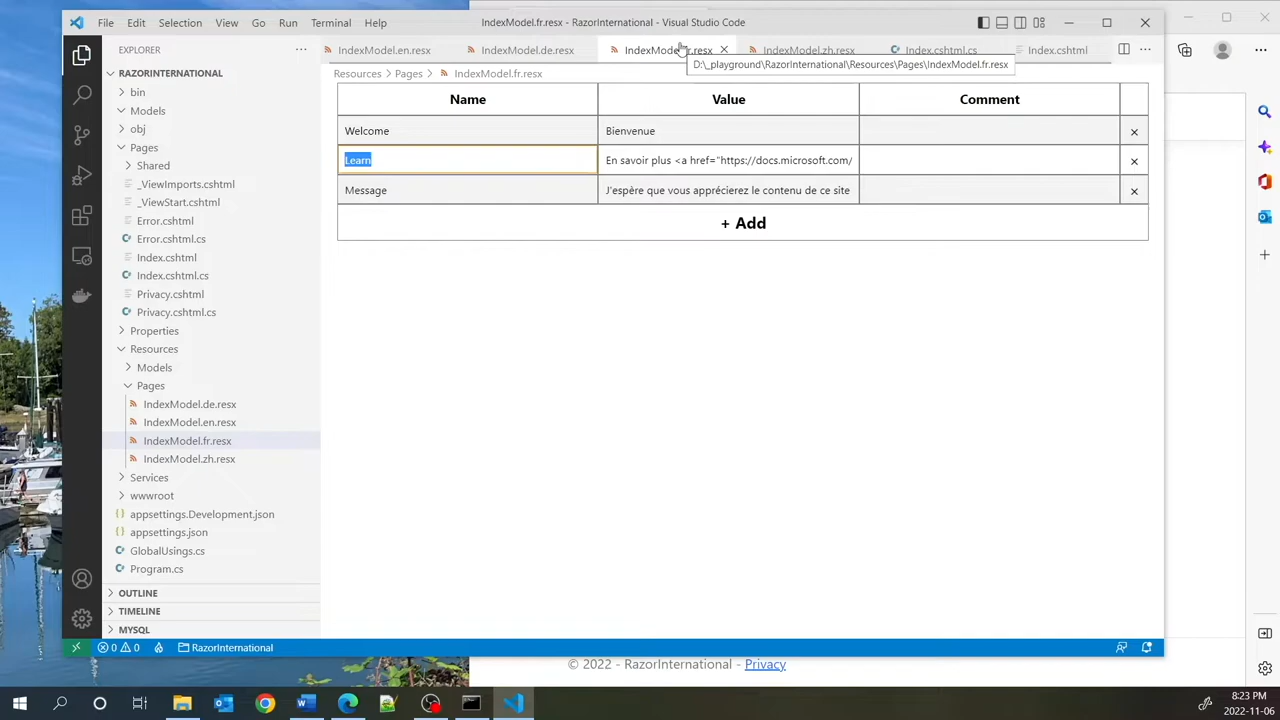 File Edit Selection View Go Run Terminal Help
IndexModel.fr.resx - RazorInternational - Visual Studio Code
EXPLORER
IndexModel.en.resx
IndexModel.de.resx
IndexModel.fr.resx
IndexModel.zh.resx
Index.cshtml.cs
Index.cshtml
D:\_playground\RazorInternational\Resources\Pages\IndexModel.fr.resx
Resources > Pages > IndexModel.fr.resx
RAZORINTERNATIONAL
bin
Models
obj
Pages
Shared
_ViewImports.cshtml
_ViewStart.cshtml
Error.cshtml
Error.cshtml.cs
Index.cshtml
Index.cshtml.cs
Privacy.cshtml
Privacy.cshtml.cs
Properties
Resources
Models
Pages
IndexModel.de.resx
IndexModel.en.resx
IndexModel.fr.resx
IndexModel.zh.resx
Services
wwwroot
appsettings.Development.json
appsettings.json
GlobalUsings.cs
Program.cs
OUTLINE
TIMELINE
MYSQL
Name Value Comment
Welcome Bienvenue ×
Learn En savoir plus <a href="https://docs.microsoft.com/ ×
Message J'espère que vous apprécierez le contenu de ce site ×
+ Add
0 0 RazorInternational
© 2022 - RazorInternational - Privacy
8:23 PM
2022-11-06